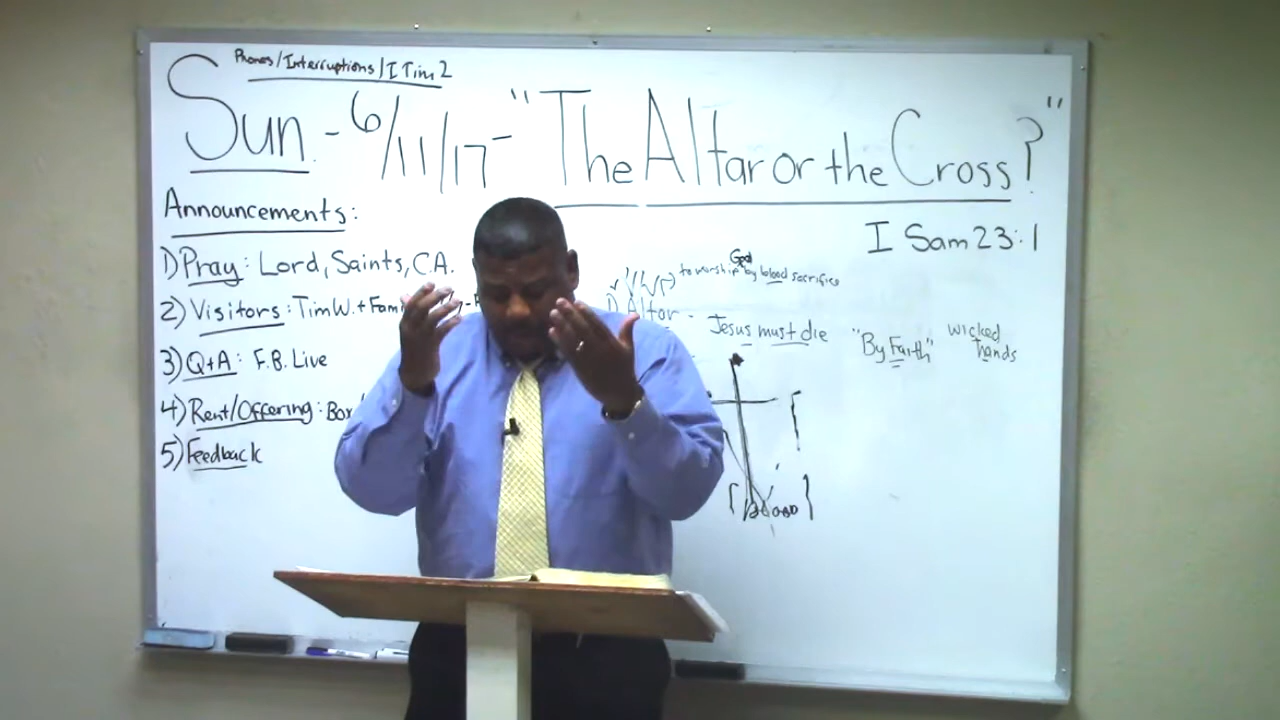 Phones/Interruptions/I Tim 2
Sun. - 6/11/17 - "The Altar or the Cross?"
I Sam 23:1
Announcements:
1) Pray: Lord, Saints, C.A.
2) Visitors: Tim W. + Fam
3) Q+A: F.B. Live
4) Rent/Offering: Box
5) Feedback
God
to worship by blood sacrifice
1) Altar - Jesus must die
"By Faith" wicked hands
blood